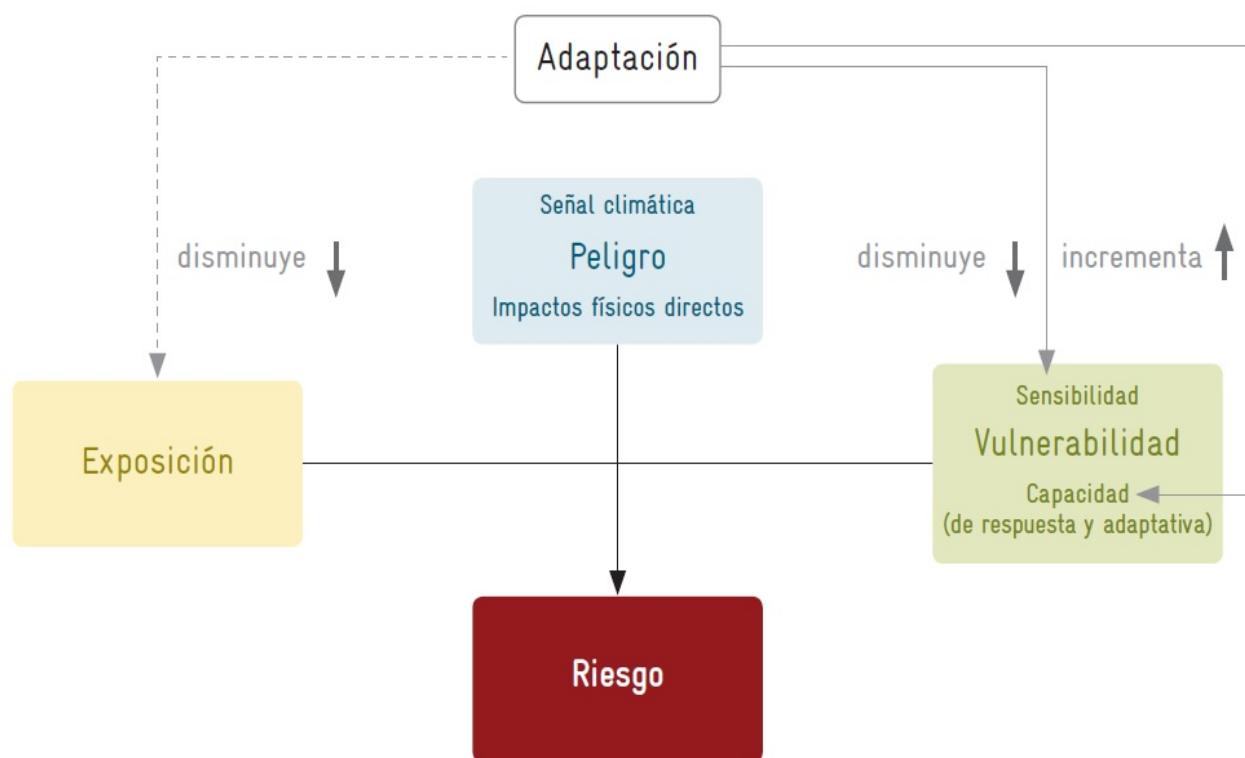 Adaptación
Señal climática
Peligro
Impactos físicos directos
disminuye
disminuye
incrementa
Exposición
Sensibilidad
Vulnerabilidad
Capacidad
(de respuesta y adaptativa)
Riesgo